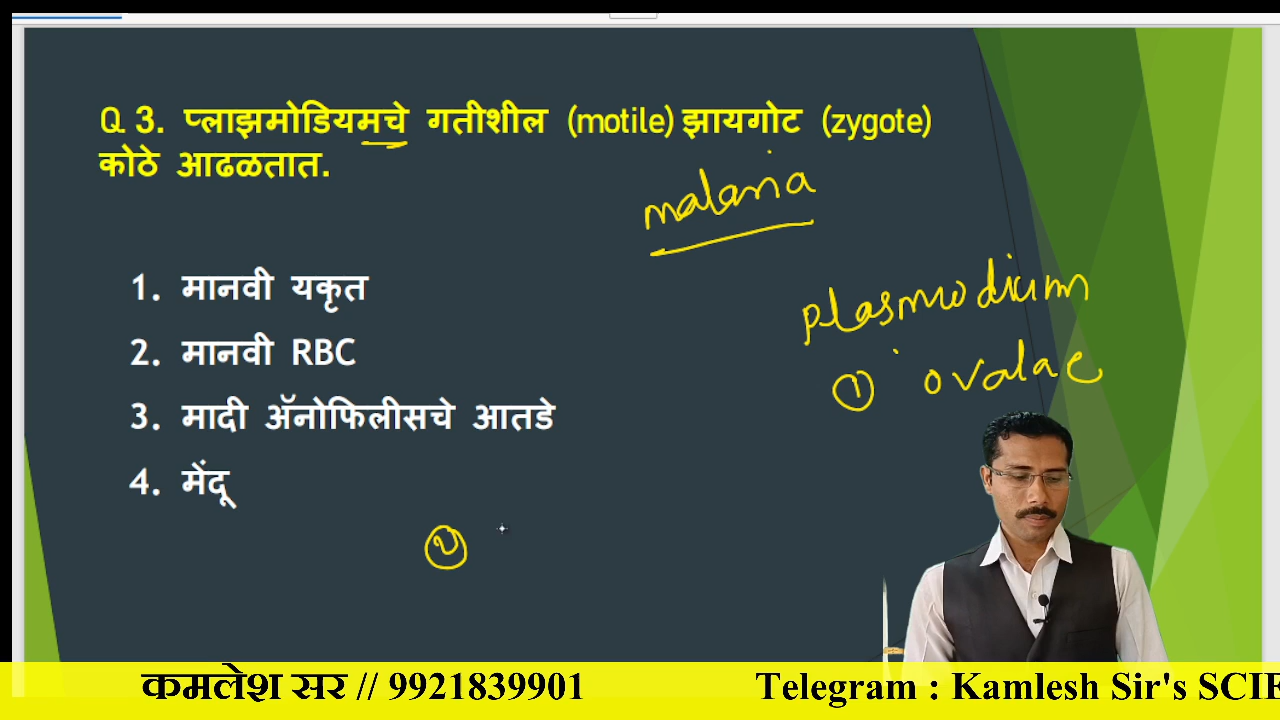 Q. 3. प्लाझमोडियमचे गतीशील (motile) झायगोट (zygote)
कोठे आढळतात.
malaria
1. मानवी यकृत
2. मानवी RBC
3. मादी ॲनोफिलीसचे आतडे
4. मेंदू
plasmodium
① ovalae
②
कमलेश सर // 9921839901
Telegram : Kamlesh Sir's SCIE